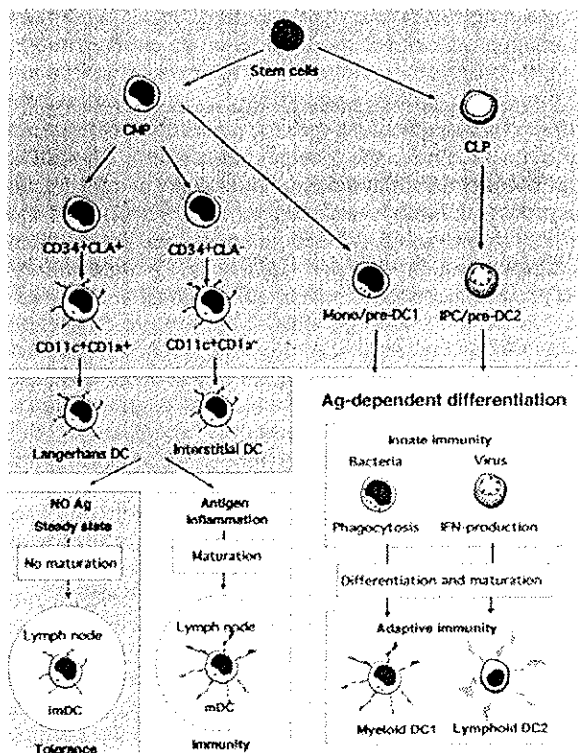 Stem cells
CMP
CLP
CD34+CLA+
CD34+CLA-
Mono/pre-DC1
IPC/pre-DC2
CD11c+CD1a+
CD11c+CD1a-
Langerhans DC
Interstitial DC
NO Ag
Steady state
No maturation
Lymph node
imDC
Tolerance
Antigen
Inflammation
Maturation
Lymph node
mDC
Immunity
Ag-dependent differentiation
Innate immunity
Bacteria
Virus
Phagocytosis
IFN-production
Differentiation and maturation
Adaptive immunity
Myeloid DC1
Lymphoid DC2